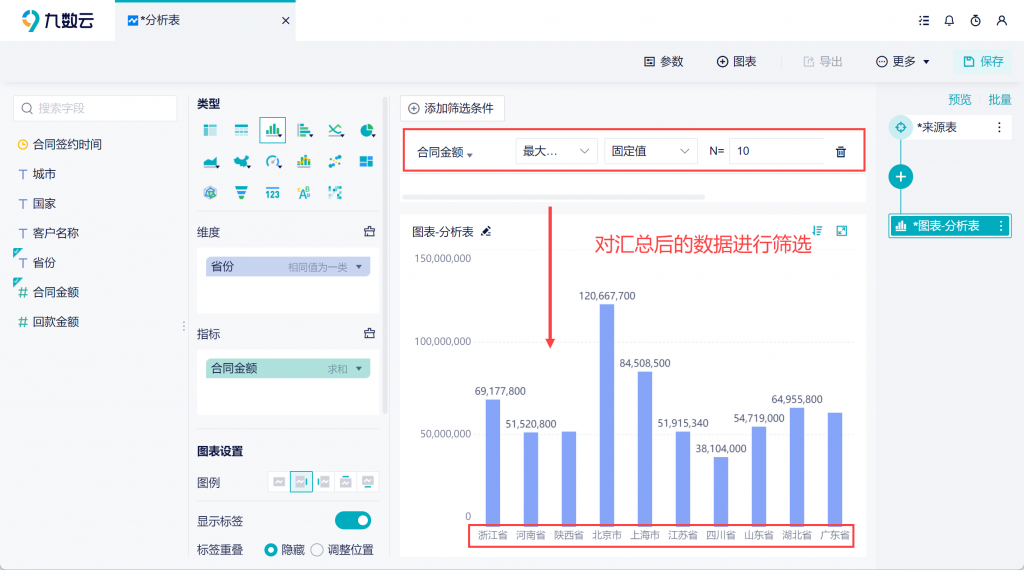 九数云
*分析表
参数
图表
导出
更多
保存
搜索字段
合同签约时间
T 城市
T 国家
T 客户名称
T 省份
# 合同金额
# 回款金额
类型
123
维度
省份 相同值为一类
指标
合同金额 求和
图表设置
图例
显示标签
标签重叠 隐藏 调整位置
添加筛选条件
合同金额 最大... 固定值 N= 10
图表-分析表
对汇总后的数据进行筛选
150,000,000
100,000,000
50,000,000
0
69,177,800
51,520,800
120,667,700
84,508,500
51,915,340
38,104,000
54,719,000
64,955,800
浙江省 河南省 陕西省 北京市 上海市 江苏省 四川省 山东省 湖北省 广东省
预览 批量
*来源表
*图表-分析表